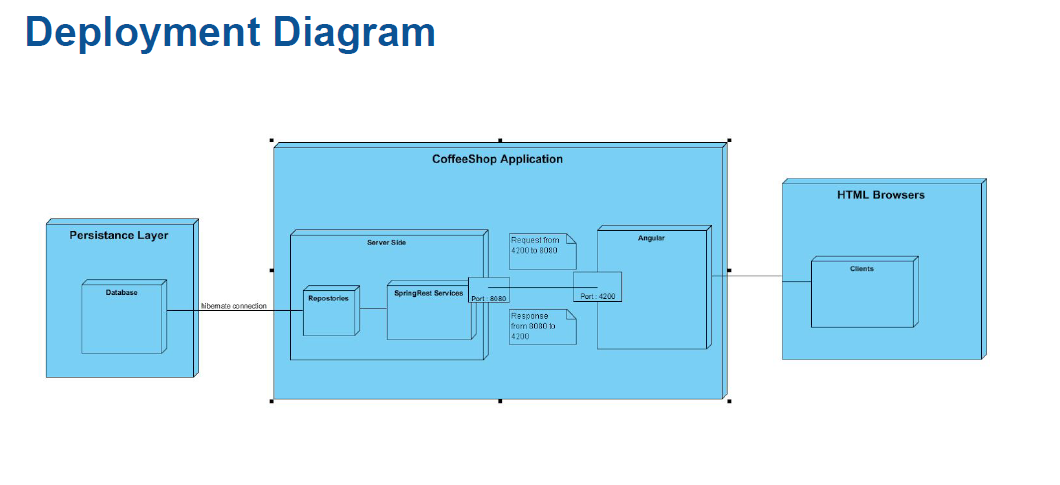 Deployment Diagram
CoffeeShop Application
HTML Browsers
Persistance Layer
Server Side
Request from
4200 to 8080
Angular
Clients
Database
Repostories
SpringRest Services
Port : 8080
Port : 4200
hibernate connection
Response
from 8080 to
4200